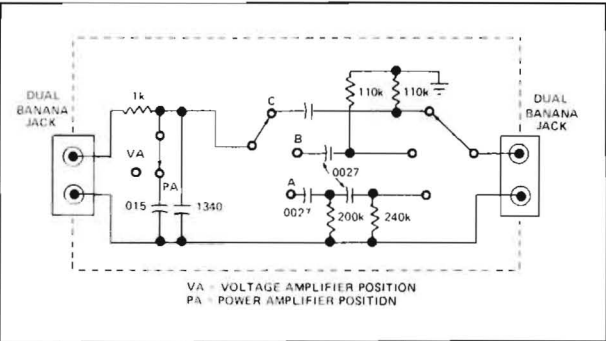 DUAL
BANANA
JACK
1k
VA
PA
015
1340
C
B
A
0027
0027
110k
110k
200k
240k
DUAL
BANANA
JACK
VA = VOLTAGE AMPLIFIER POSITION
PA = POWER AMPLIFIER POSITION